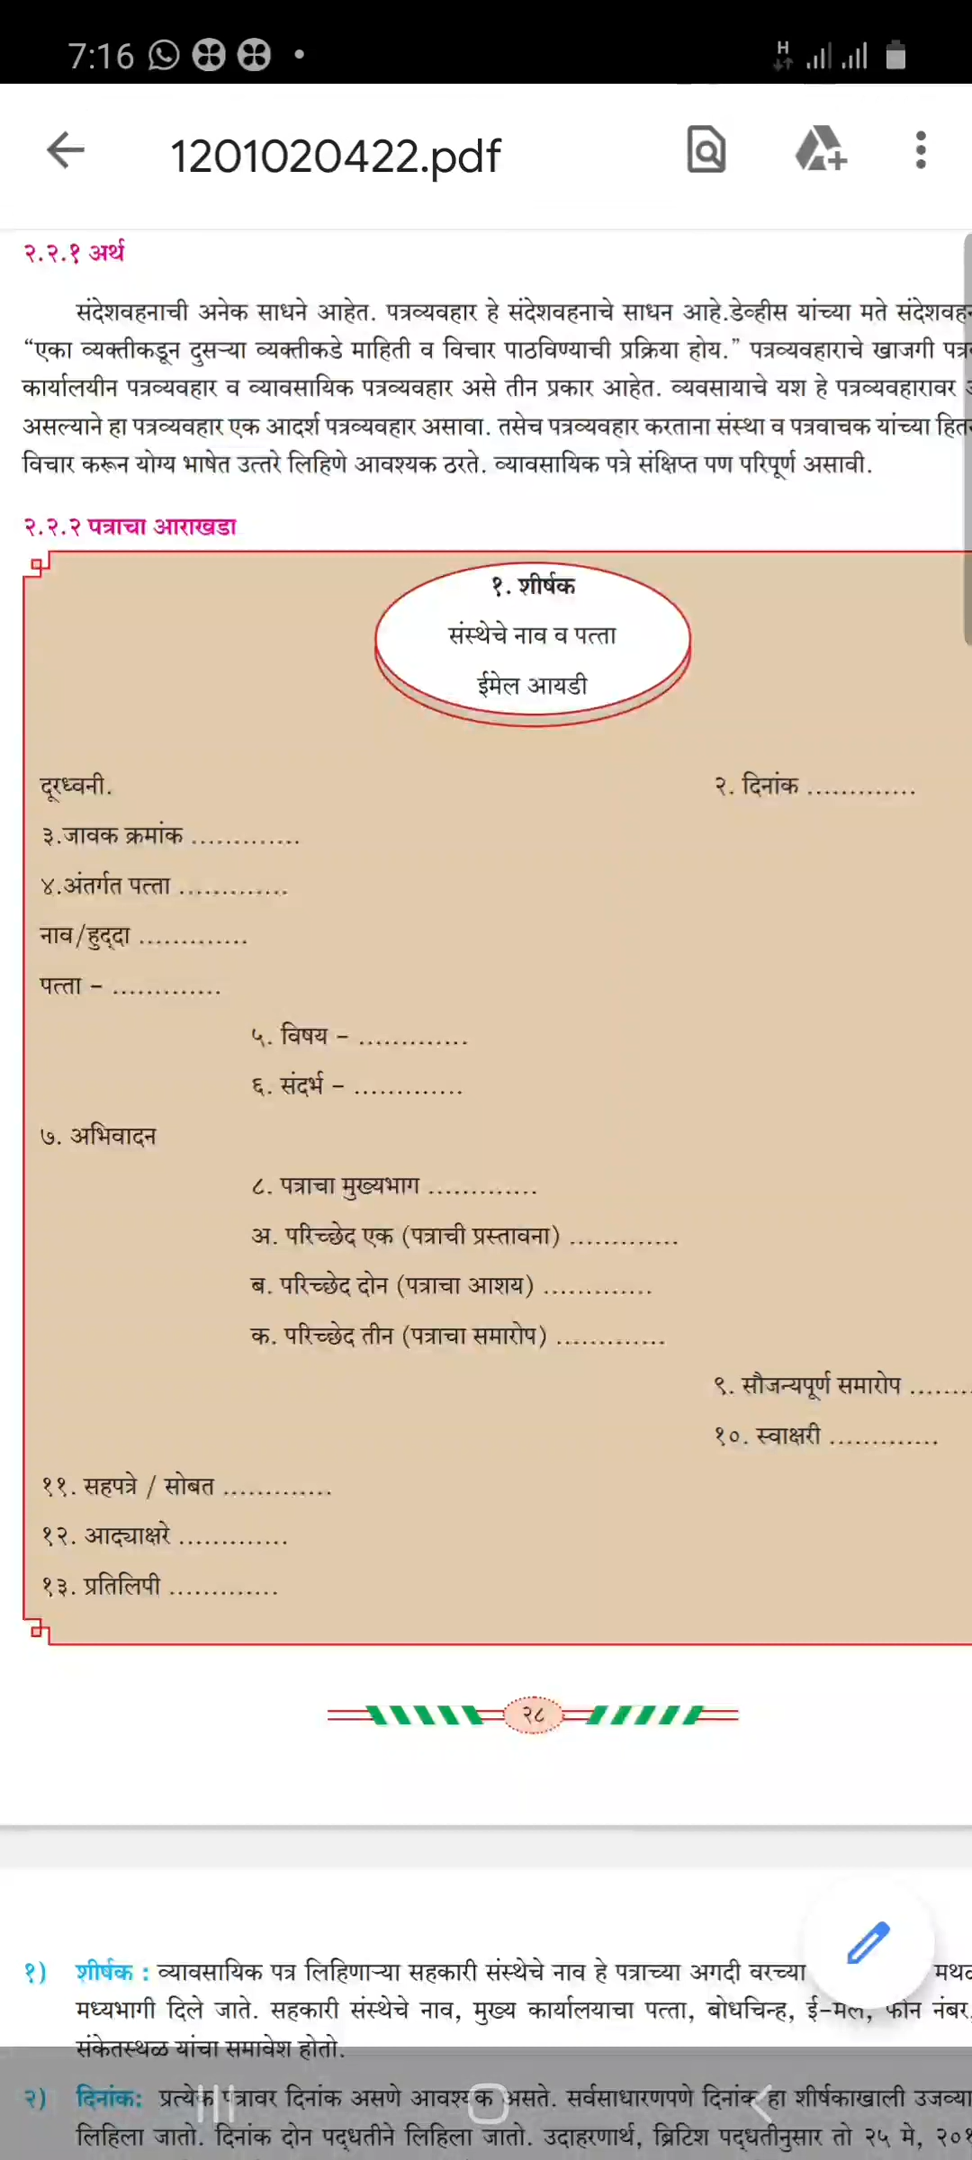 7:16
H
1201020422.pdf
२.२.१ अर्थ
संदेशवहनाची अनेक साधने आहेत. पत्रव्यवहार हे संदेशवहनाचे साधन आहे.डेव्हीस यांच्या मते
“एका व्यक्तीकडून दुसऱ्या व्यक्तीकडे माहिती व विचार पाठविण्याची प्रक्रिया होय.” पत्रव्यवहाराचे खाजगी
कार्यालयीन पत्रव्यवहार व व्यावसायिक पत्रव्यवहार असे तीन प्रकार आहेत. व्यवसायाचे यश हे पत्रव्यवहारावर
असल्याने हा पत्रव्यवहार एक आदर्श पत्रव्यवहार असावा. तसेच पत्रव्यवहार करताना संस्था व पत्रवाचक यांच्या
विचार करून योग्य भाषेत उत्तरे लिहिणे आवश्यक ठरते. व्यावसायिक पत्रे संक्षिप्त पण परिपूर्ण असावी.
२.२.२ पत्राचा आराखडा
१. शीर्षक
संस्थेचे नाव व पत्ता
ईमेल आयडी
दूरध्वनी. २. दिनांक .............
३.जावक क्रमांक .............
४.अंतर्गत पत्ता .............
नाव/हुद्दा .............
पत्ता – .............
५. विषय – .............
६. संदर्भ – .............
७. अभिवादन
८. पत्राचा मुख्यभाग .............
अ. परिच्छेद एक (पत्राची प्रस्तावना) .............
ब. परिच्छेद दोन (पत्राचा आशय) .............
क. परिच्छेद तीन (पत्राचा समारोप) .............
९. सौजन्यपूर्ण समारोप ......
१०. स्वाक्षरी .............
११. सहपत्रे / सोबत .............
१२. आद्याक्षरे .............
१३. प्रतिलिपी .............
२८
१) शीर्षक : व्यावसायिक पत्र लिहिणाऱ्या सहकारी संस्थेचे नाव हे पत्राच्या अगदी वरच्या
मध्यभागी दिले जाते. सहकारी संस्थेचे नाव, मुख्य कार्यालयाचा पत्ता, बोधचिन्ह, ई-मेल, फोन नंबर,
संकेतस्थळ यांचा समावेश होतो.
२) दिनांक: प्रत्येक पत्रावर दिनांक असणे आवश्यक असते. सर्वसाधारणपणे दिनांक हा शीर्षकाखाली
लिहिला जातो. दिनांक दोन पद्धतीने लिहिला जातो. उदाहरणार्थ, ब्रिटिश पद्धतीनुसार तो २५ मे,